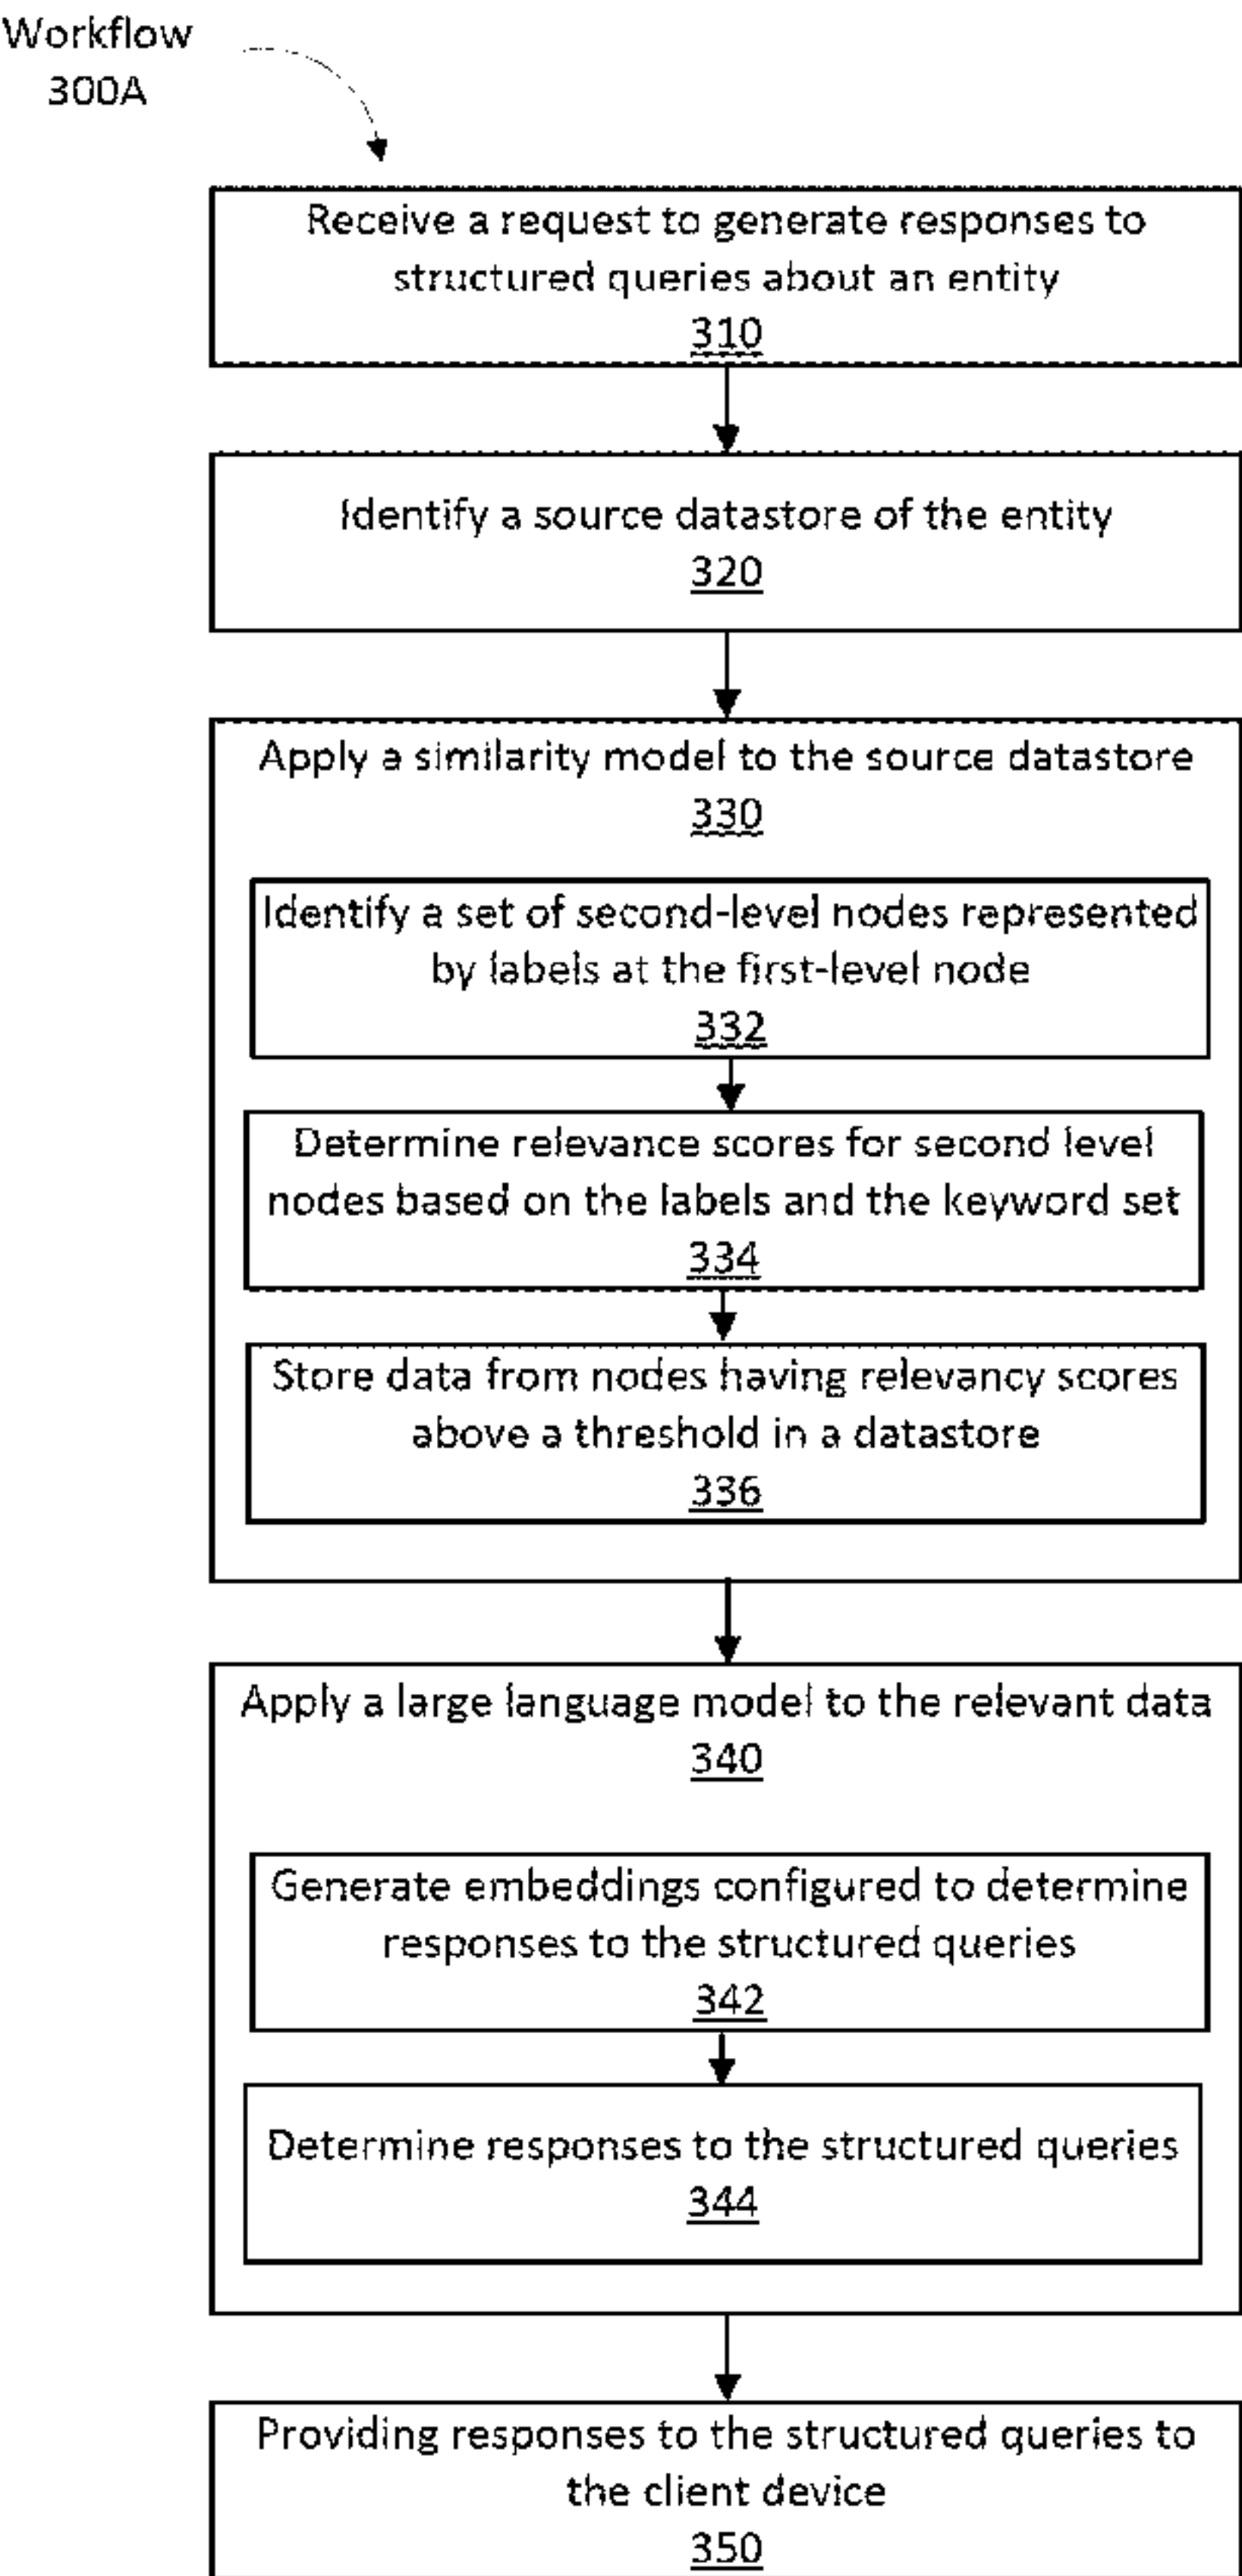 Workflow
300A
Receive a request to generate responses to
structured queries about an entity
310
Identify a source datastore of the entity
320
Apply a similarity model to the source datastore
330
Identify a set of second-level nodes represented
by labels at the first-level node
332
Determine relevance scores for second level
nodes based on the labels and the keyword set
334
Store data from nodes having relevancy scores
above a threshold in a datastore
336
Apply a large language model to the relevant data
340
Generate embeddings configured to determine
responses to the structured queries
342
Determine responses to the structured queries
344
Providing responses to the structured queries to
the client device
350